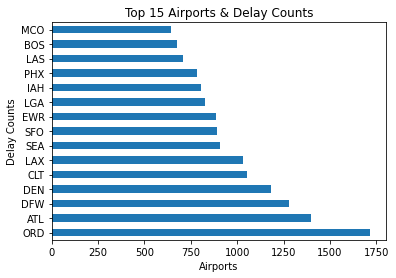 Top 15 Airports & Delay Counts
MCO
BOS
LAS
PHX
IAH
LGA
EWR
SFO
SEA
LAX
CLT
DEN
DFW
ATL
ORD
Delay Counts
0 250 500 750 1000 1250 1500 1750
Airports